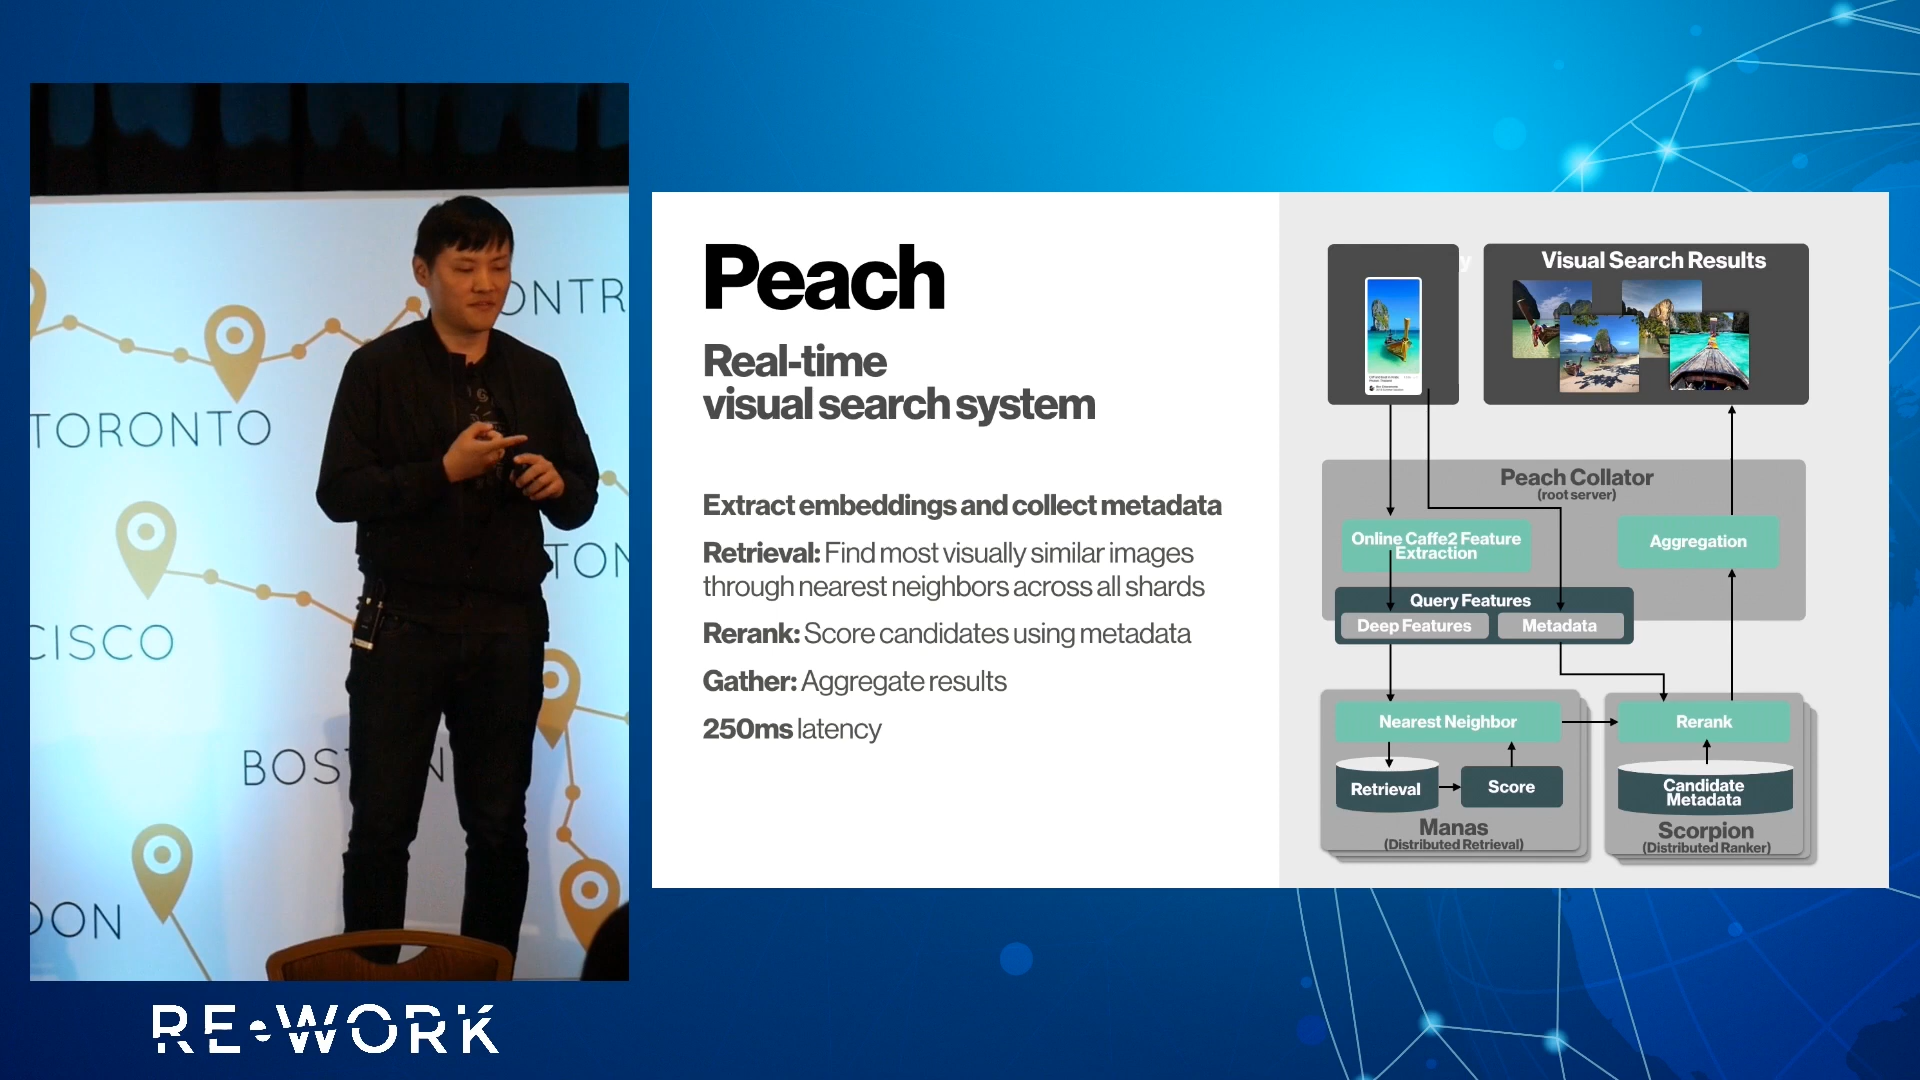 ONTR
TORONTO
TON
CISCO
BOS N
DON
RE•WORK
Peach
Real-time
visual search system
Extract embeddings and collect metadata
Retrieval: Find most visually similar images
through nearest neighbors across all shards
Rerank: Score candidates using metadata
Gather: Aggregate results
250ms latency
y
Visual Search Results
Peach Collator
(root server)
Online Caffe2 Feature
Extraction
Aggregation
Query Features
Deep Features
Metadata
Nearest Neighbor
Rerank
Retrieval
Score
Candidate
Metadata
Manas
(Distributed Retrieval)
Scorpion
(Distributed Ranker)